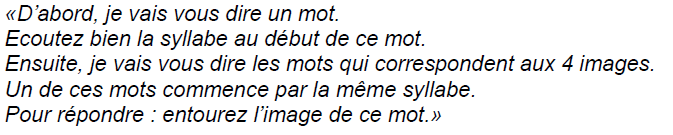 «D’abord, je vais vous dire un mot.
Ecoutez bien la syllabe au début de ce mot.
Ensuite, je vais vous dire les mots qui correspondent aux 4 images.
Un de ces mots commence par la même syllabe.
Pour répondre : entourez l’image de ce mot.»